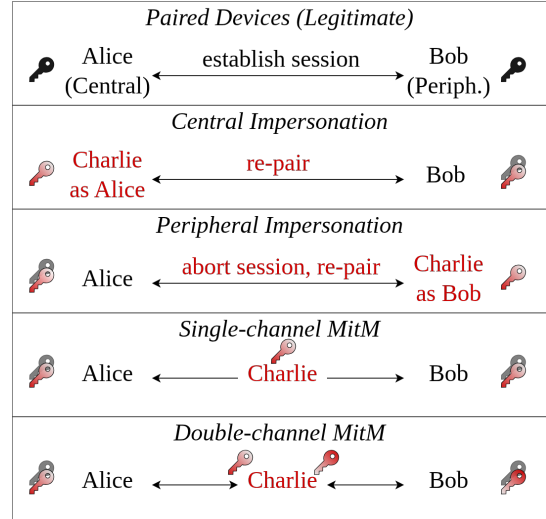 Paired Devices (Legitimate)
Alice
(Central)
establish session
Bob
(Periph.)
Central Impersonation
Charlie
as Alice
re-pair
Bob
Peripheral Impersonation
Alice
abort session, re-pair
Charlie
as Bob
Single-channel MitM
Alice
Charlie
Bob
Double-channel MitM
Alice
Charlie
Bob